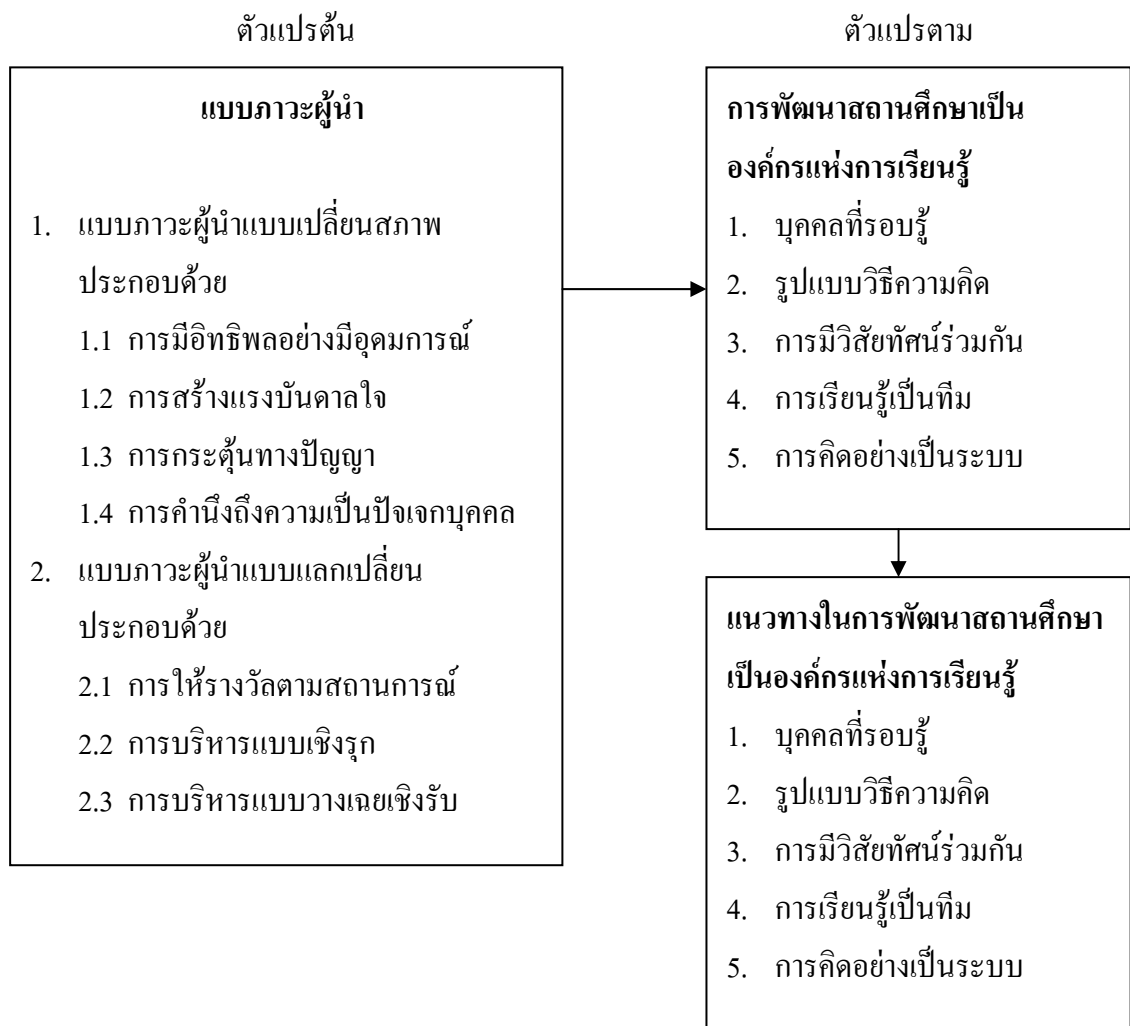 ตัวแปรต้น
ตัวแปรตาม
แบบภาวะผู้นำ
1. แบบภาวะผู้นำแบบเปลี่ยนสภาพ
ประกอบด้วย
1.1 การมีอิทธิพลอย่างมีอุดมการณ์
1.2 การสร้างแรงบันดาลใจ
1.3 การกระตุ้นทางปัญญา
1.4 การคำนึงถึงความเป็นปัจเจกบุคคล
2. แบบภาวะผู้นำแบบแลกเปลี่ยน
ประกอบด้วย
2.1 การให้รางวัลตามสถานการณ์
2.2 การบริหารแบบเชิงรุก
2.3 การบริหารแบบวางเฉยเชิงรับ
การพัฒนาสถานศึกษาเป็น
องค์กรแห่งการเรียนรู้
1. บุคคลที่รอบรู้
2. รูปแบบวิธีความคิด
3. การมีวิสัยทัศน์ร่วมกัน
4. การเรียนรู้เป็นทีม
5. การคิดอย่างเป็นระบบ
แนวทางในการพัฒนาสถานศึกษา
เป็นองค์กรแห่งการเรียนรู้
1. บุคคลที่รอบรู้
2. รูปแบบวิธีความคิด
3. การมีวิสัยทัศน์ร่วมกัน
4. การเรียนรู้เป็นทีม
5. การคิดอย่างเป็นระบบ